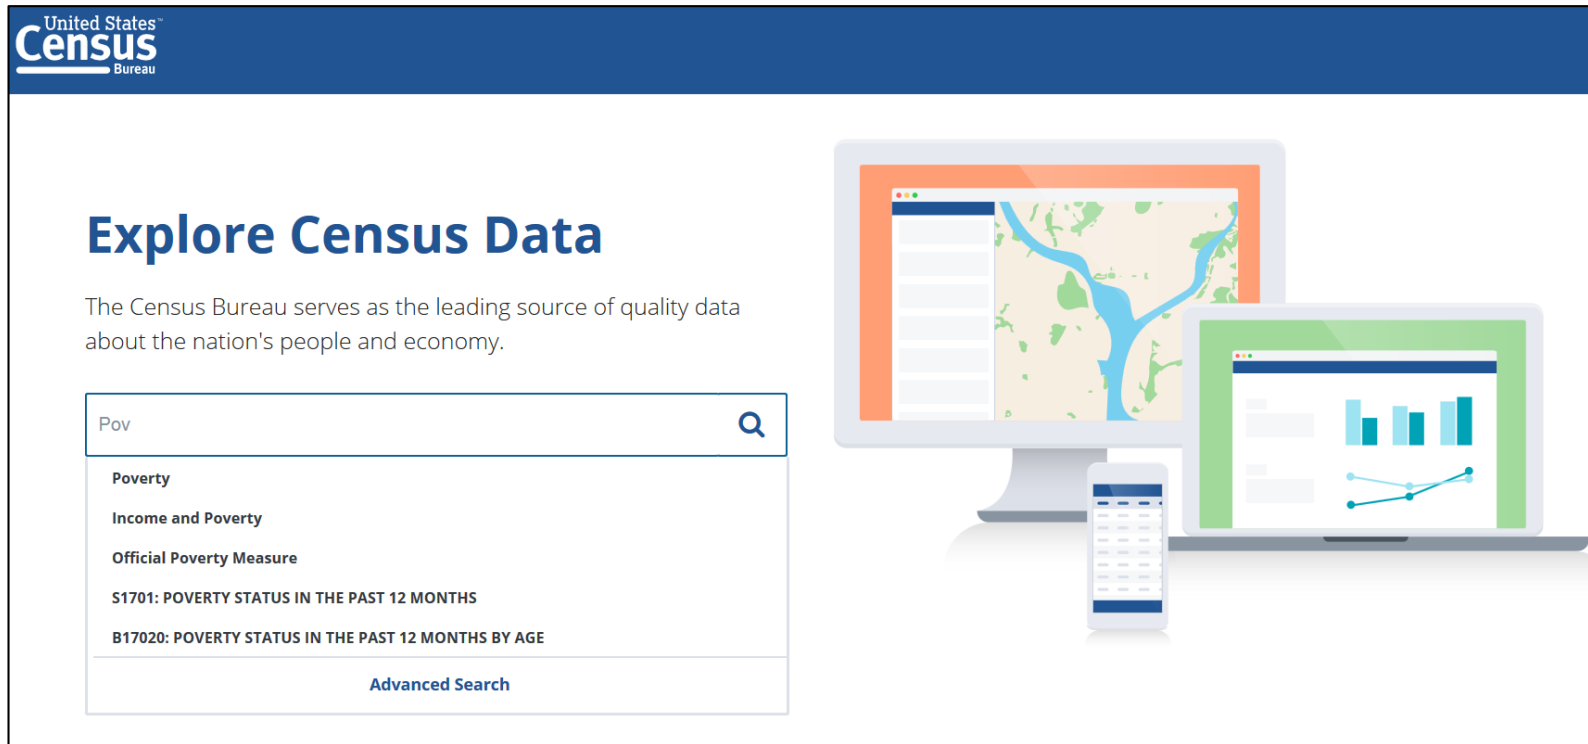 United States™
Census
Bureau
Explore Census Data
The Census Bureau serves as the leading source of quality data
about the nation's people and economy.
Pov
Poverty
Income and Poverty
Official Poverty Measure
S1701: POVERTY STATUS IN THE PAST 12 MONTHS
B17020: POVERTY STATUS IN THE PAST 12 MONTHS BY AGE
Advanced Search